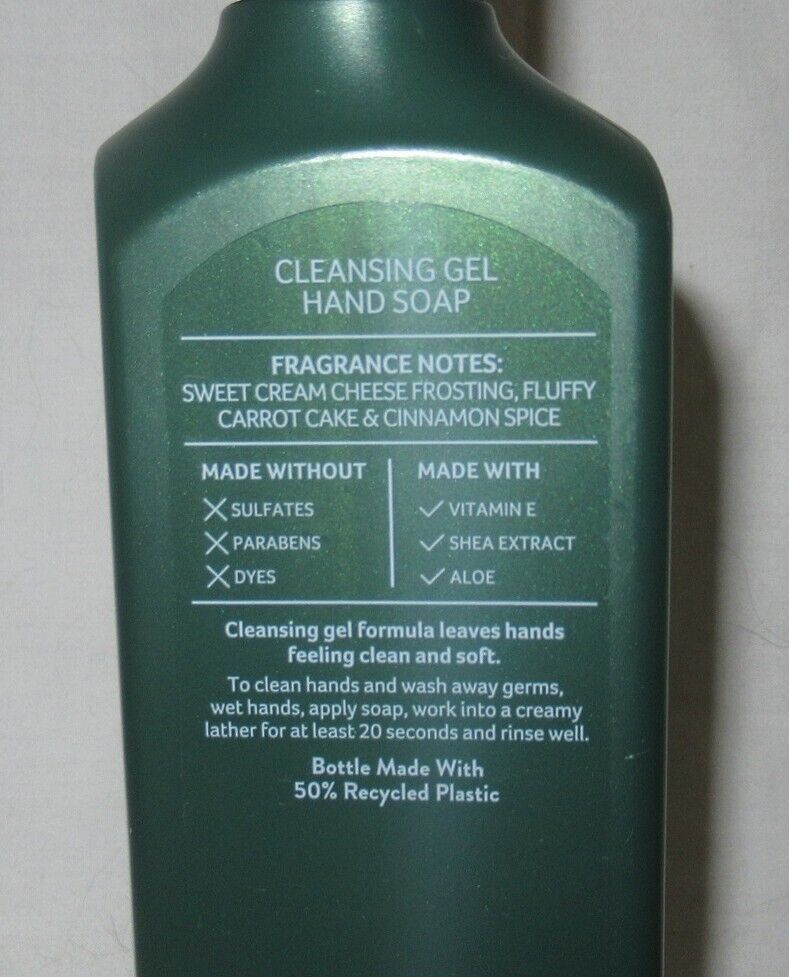 CLEANSING GEL
HAND SOAP
FRAGRANCE NOTES:
SWEET CREAM CHEESE FROSTING, FLUFFY
CARROT CAKE & CINNAMON SPICE
MADE WITHOUT
SULFATES
PARABENS
DYES
MADE WITH
VITAMIN E
SHEA EXTRACT
ALOE
Cleansing gel formula leaves hands
feeling clean and soft.
To clean hands and wash away germs,
wet hands, apply soap, work into a creamy
lather for at least 20 seconds and rinse well.
Bottle Made With
50% Recycled Plastic